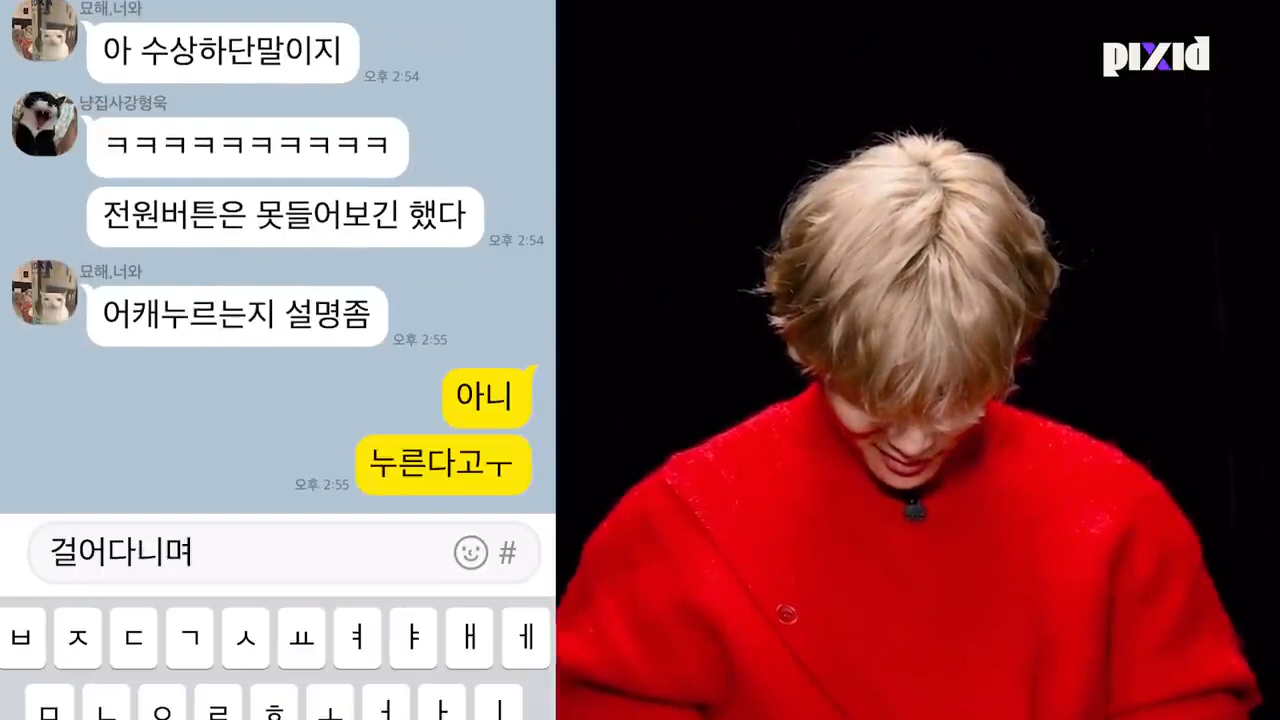 묘해,너와
아 수상하단말이지
오후 2:54
냥집사강형욱
ㅋㅋㅋㅋㅋㅋㅋㅋㅋㅋ
전원버튼은 못들어보긴 했다
오후 2:54
묘해,너와
어캐누르는지 설명좀
오후 2:55
아니
누른다고ㅜ
오후 2:55
걸어다니며
#
ㅂ ㅈ ㄷ ㄱ ㅅ ㅛ ㅕ ㅑ ㅐ ㅔ
ㅁ ㄴ ㅇ ㄹ ㅎ ㅗ ㅓ ㅏ ㅣ
pixid